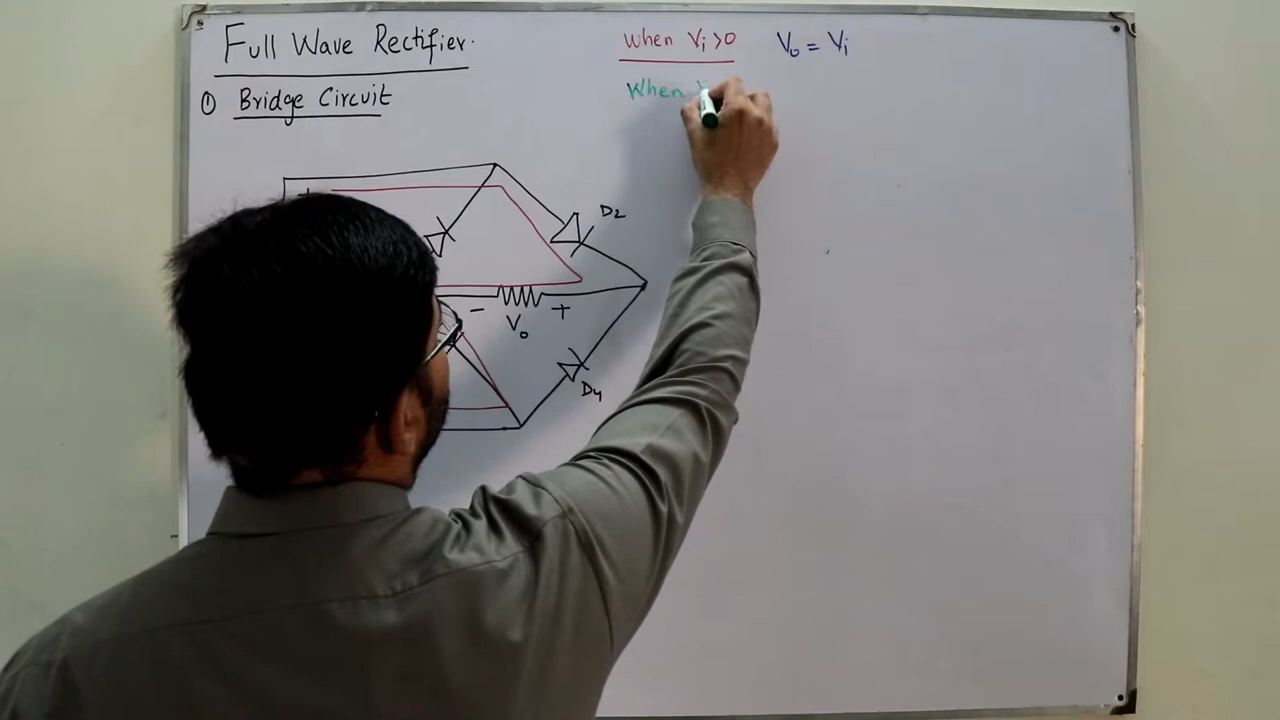 Full Wave Rectifier.
When Vi >0
Vo = Vi
① Bridge Circuit
When
+
D2
- Vo +
D4